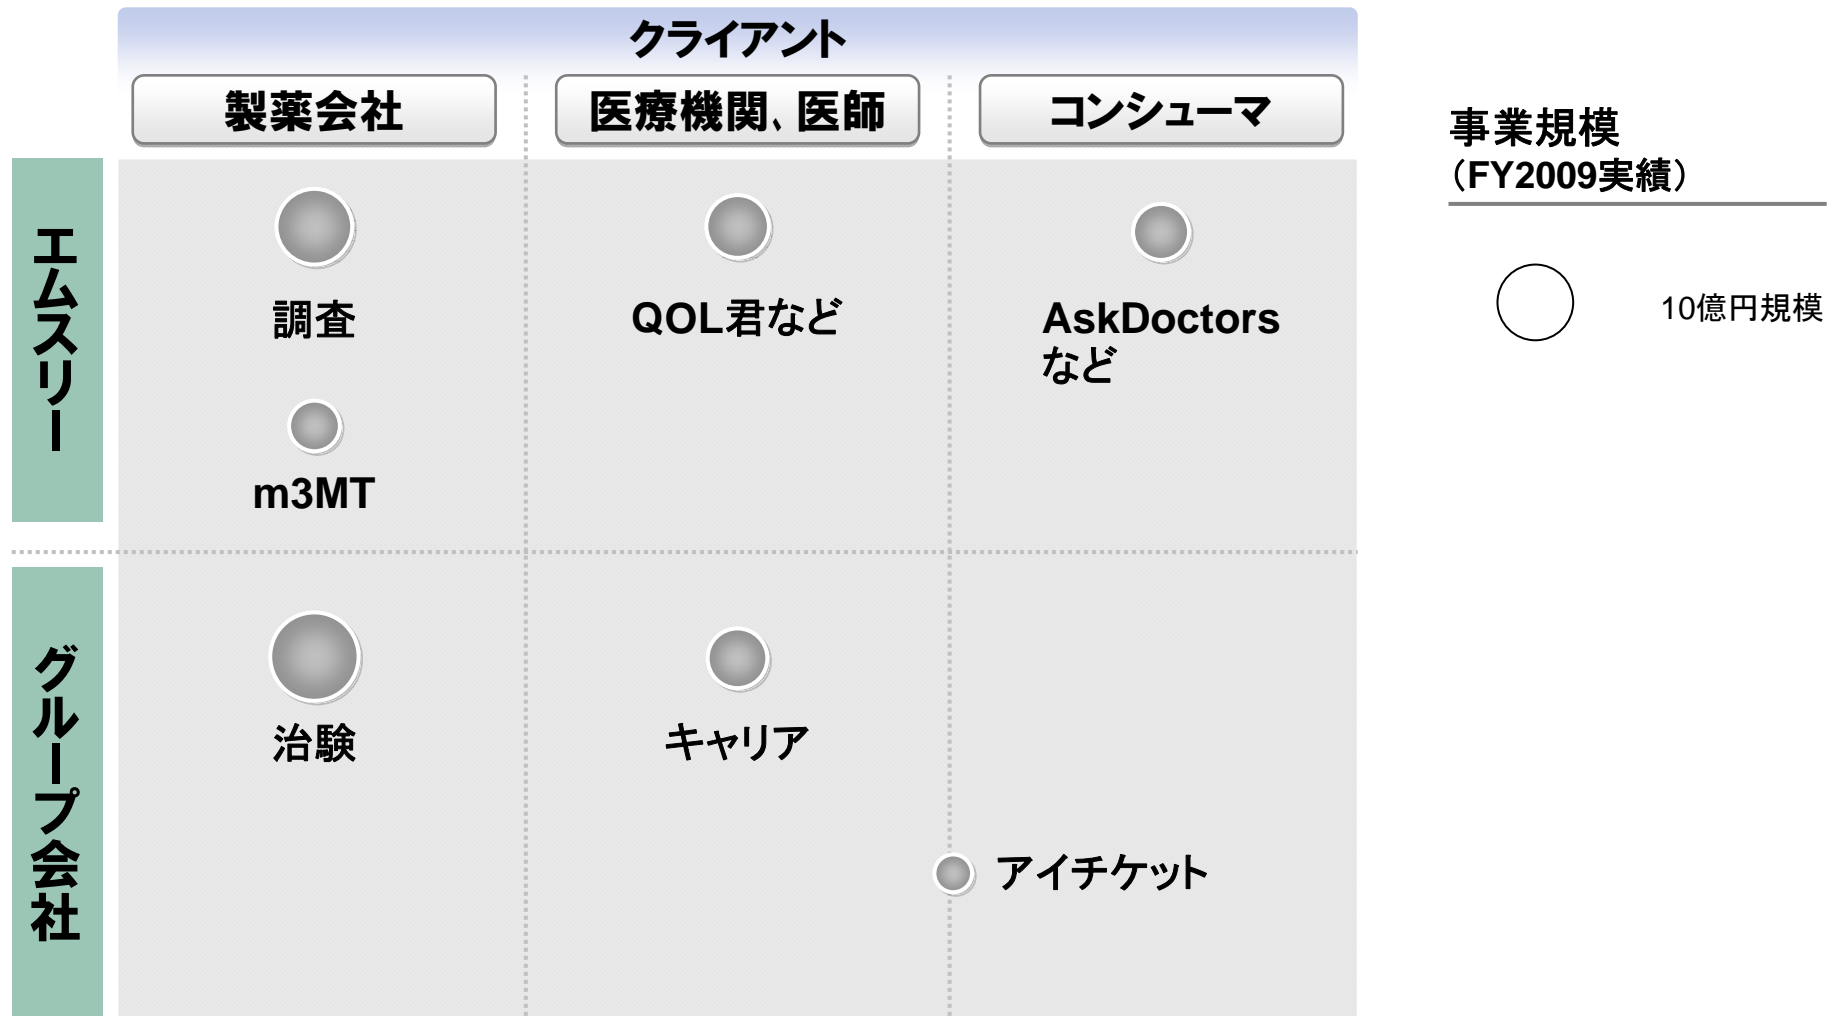 クライアント
製薬会社
医療機関、医師
コンシューマ
事業規模
（FY2009実績）
10億円規模
エムスリー
調査
QOL君など
AskDoctors
など
m3MT
グループ会社
治験
キャリア
アイチケット